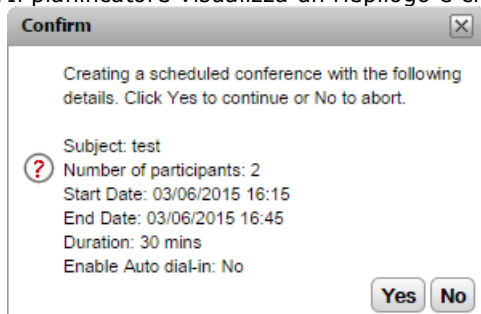 Confirm
Creating a scheduled conference with the following
details. Click Yes to continue or No to abort.
Subject: test
Number of participants: 2
Start Date: 03/06/2015 16:15
End Date: 03/06/2015 16:45
Duration: 30 mins
Enable Auto dial-in: No
Yes No